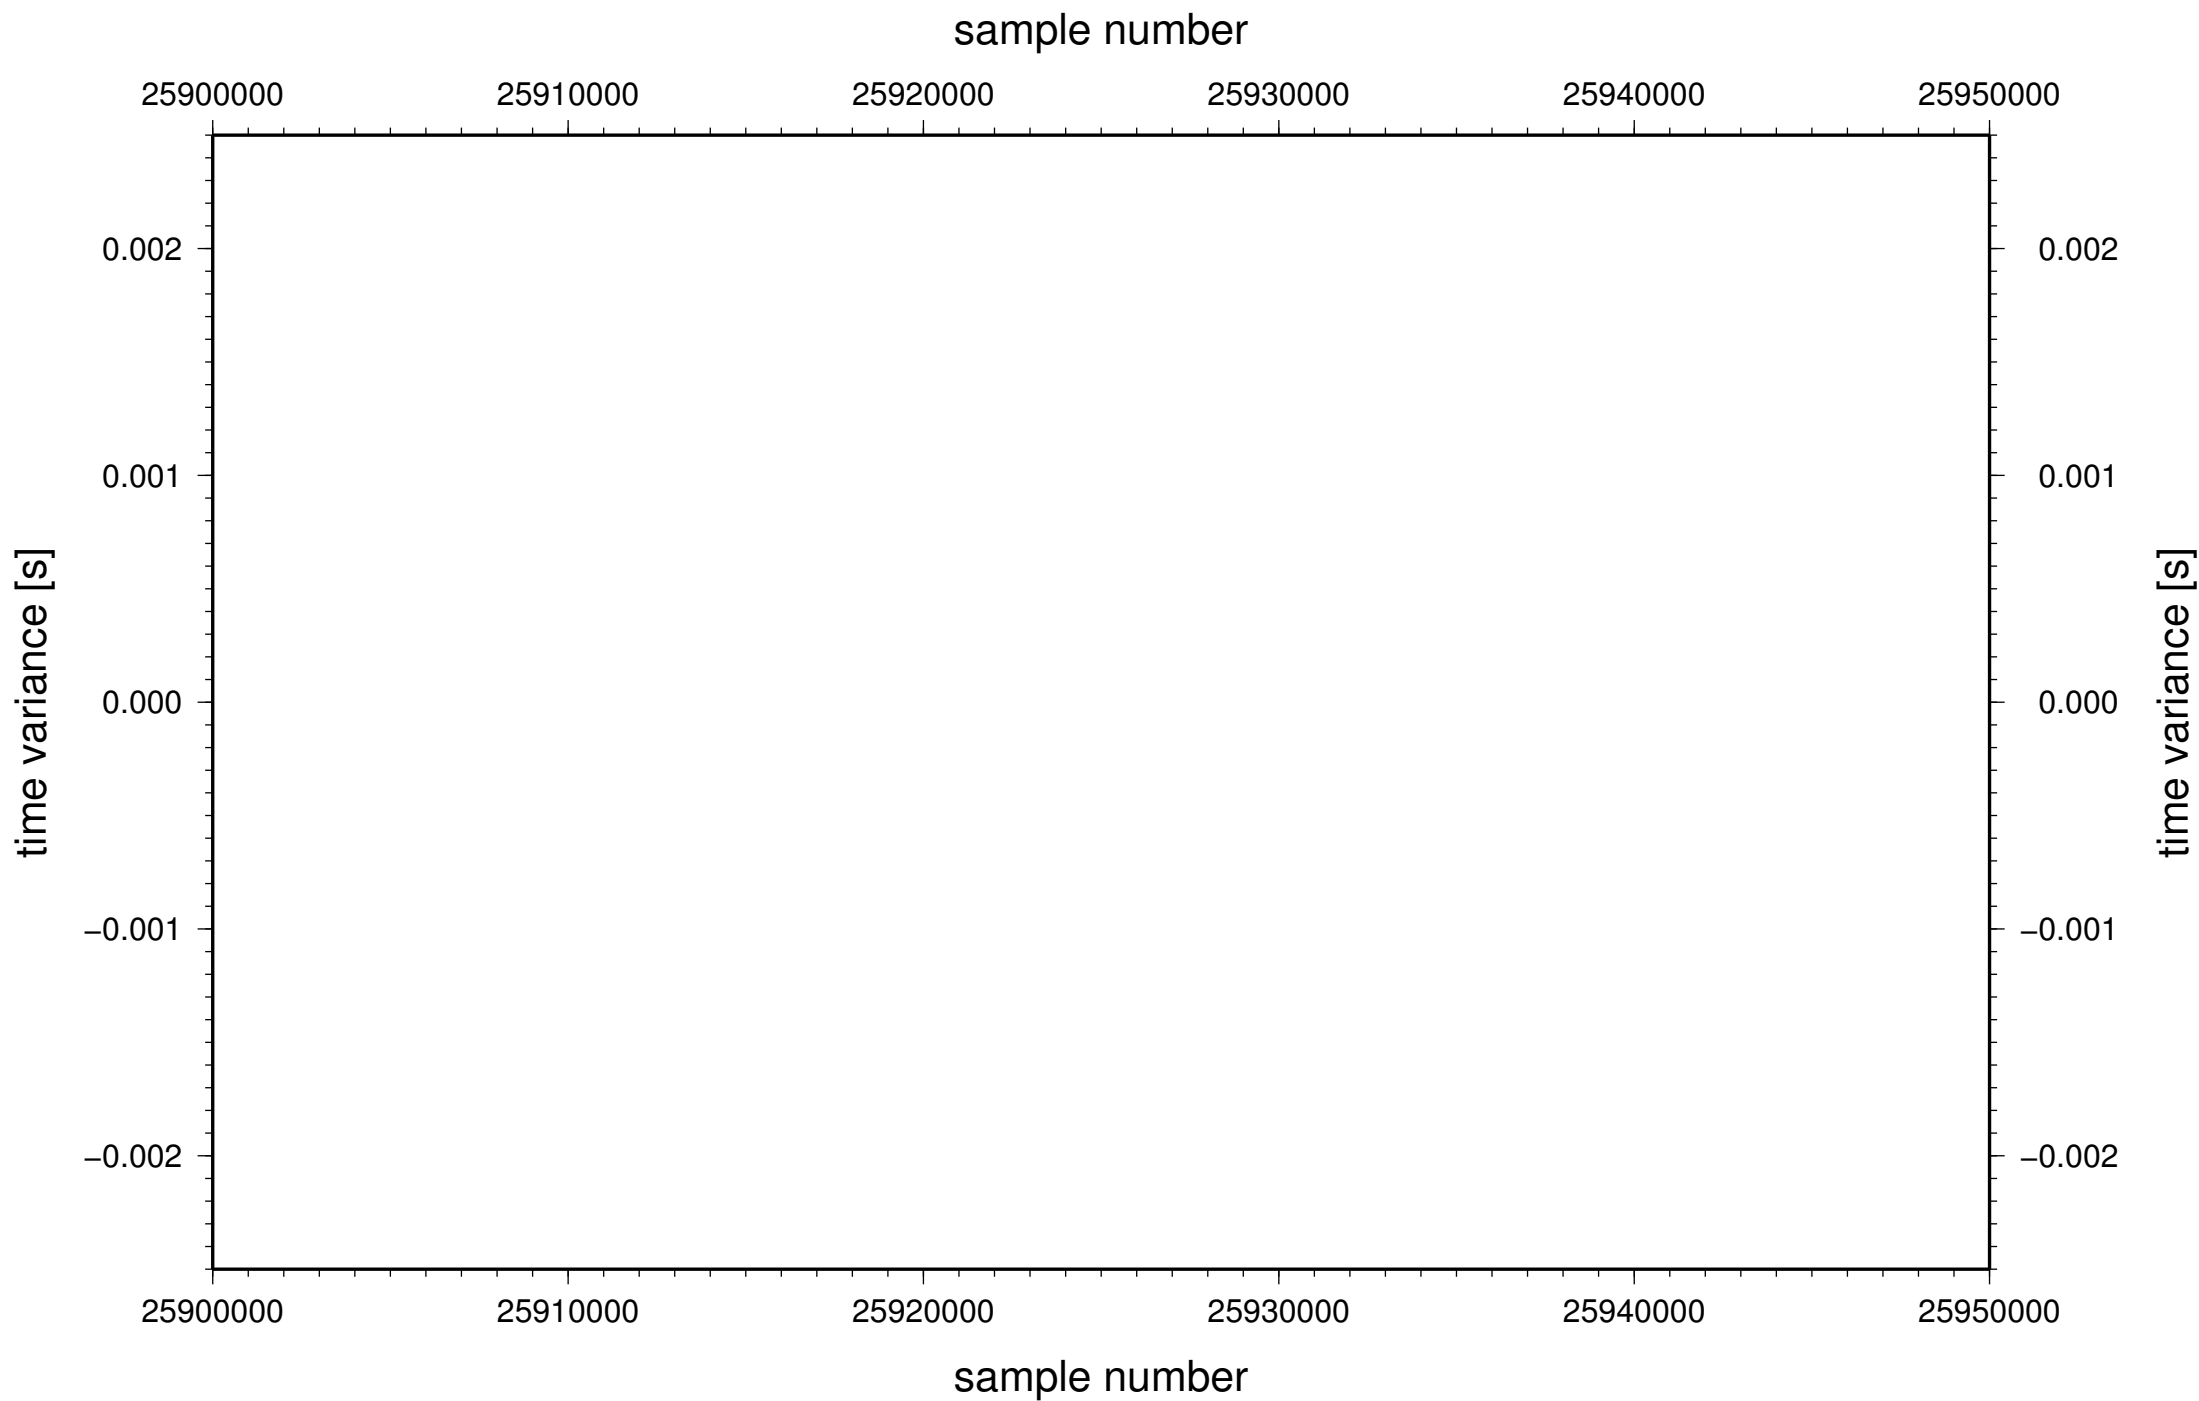 sample number
25900000 25910000 25920000 25930000 25940000 25950000
0.002 0.002
0.001 0.001
time variance [s] 0.000 0.000 time variance [s]
−0.001 −0.001
−0.002 −0.002
25900000 25910000 25920000 25930000 25940000 25950000
sample number